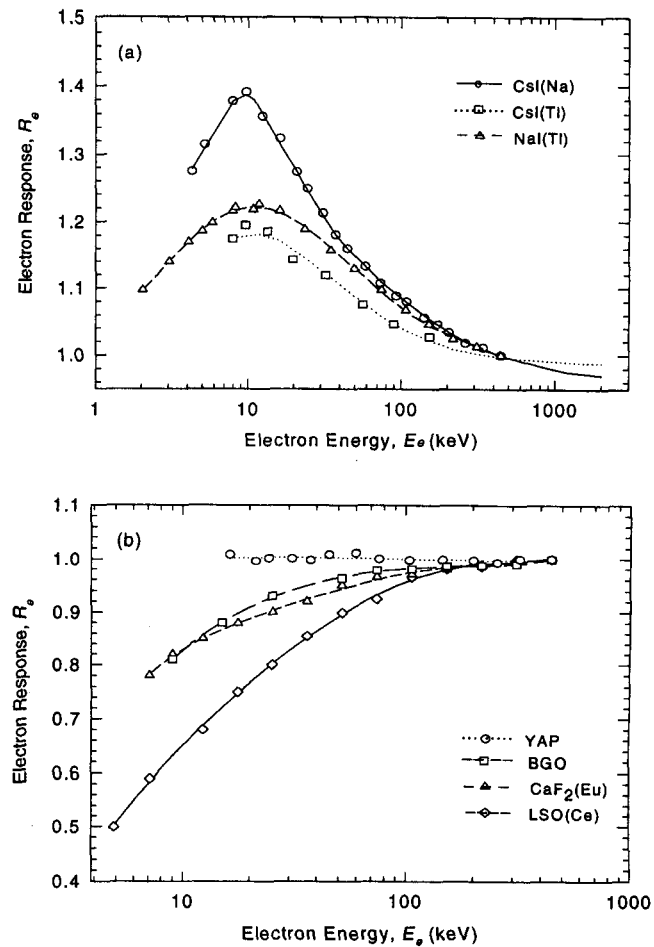 1.5
(a)
CsI(Na)
CsI(Tl)
NaI(Tl)
1.4
1.3
1.2
1.1
1.0
Electron Response, Re
1
10
100
1000
Electron Energy, Ee (keV)
1.1
(b)
1.0
0.9
0.8
0.7
0.6
0.5
0.4
Electron Response, Re
YAP
BGO
CaF2(Eu)
LSO(Ce)
10
100
1000
Electron Energy, Ee (keV)